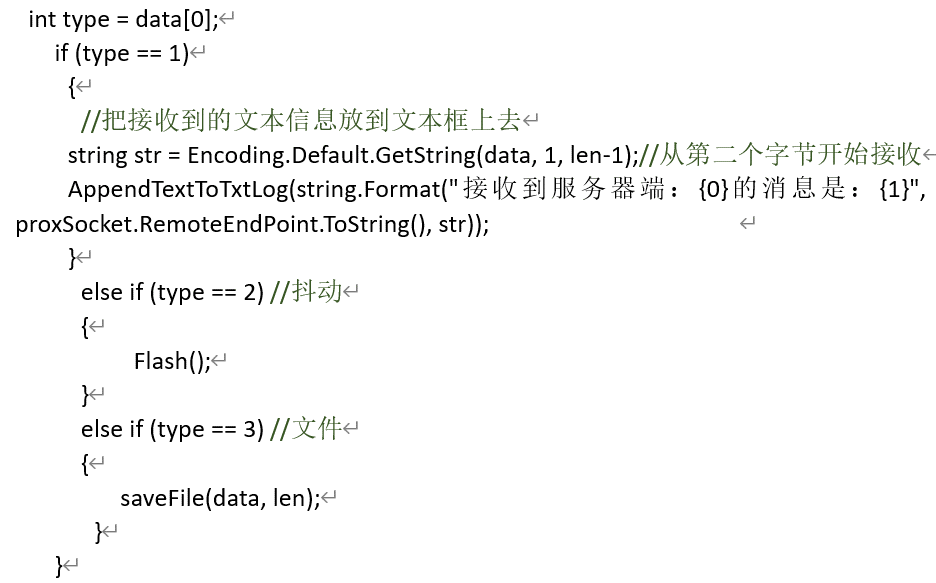 int type = data[0];
if (type == 1)
{
//把接收到的文本信息放到文本框上去
string str = Encoding.Default.GetString(data, 1, len-1);//从第二个字节开始接收
AppendTextToTxtLog(string.Format("接收到服务器端：{0}的消息是：{1}",
proxSocket.RemoteEndPoint.ToString(), str));
}
else if (type == 2) //抖动
{
Flash();
}
else if (type == 3) //文件
{
saveFile(data, len);
}
}